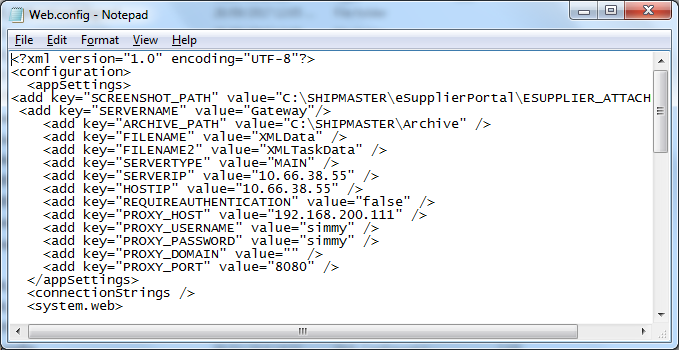 Web.config - Notepad
File Edit Format View Help
<?xml version="1.0" encoding="UTF-8"?>
<configuration>
<appSettings>
<add key="SCREENSHOT_PATH" value="C:\SHIPMASTER\eSupplierPortal\ESUPPLIER_ATTACH
<add key="SERVERNAME" value="Gateway"/>
<add key="ARCHIVE_PATH" value="C:\SHIPMASTER\Archive" />
<add key="FILENAME" value="XMLData" />
<add key="FILENAME2" value="XMLTaskData" />
<add key="SERVERTYPE" value="MAIN" />
<add key="SERVERIP" value="10.66.38.55" />
<add key="HOSTIP" value="10.66.38.55" />
<add key="REQUIREAUTHENTICATION" value="false" />
<add key="PROXY_HOST" value="192.168.200.111" />
<add key="PROXY_USERNAME" value="simmy" />
<add key="PROXY_PASSWORD" value="simmy" />
<add key="PROXY_DOMAIN" value="" />
<add key="PROXY_PORT" value="8080" />
</appSettings>
<connectionStrings />
<system.web>